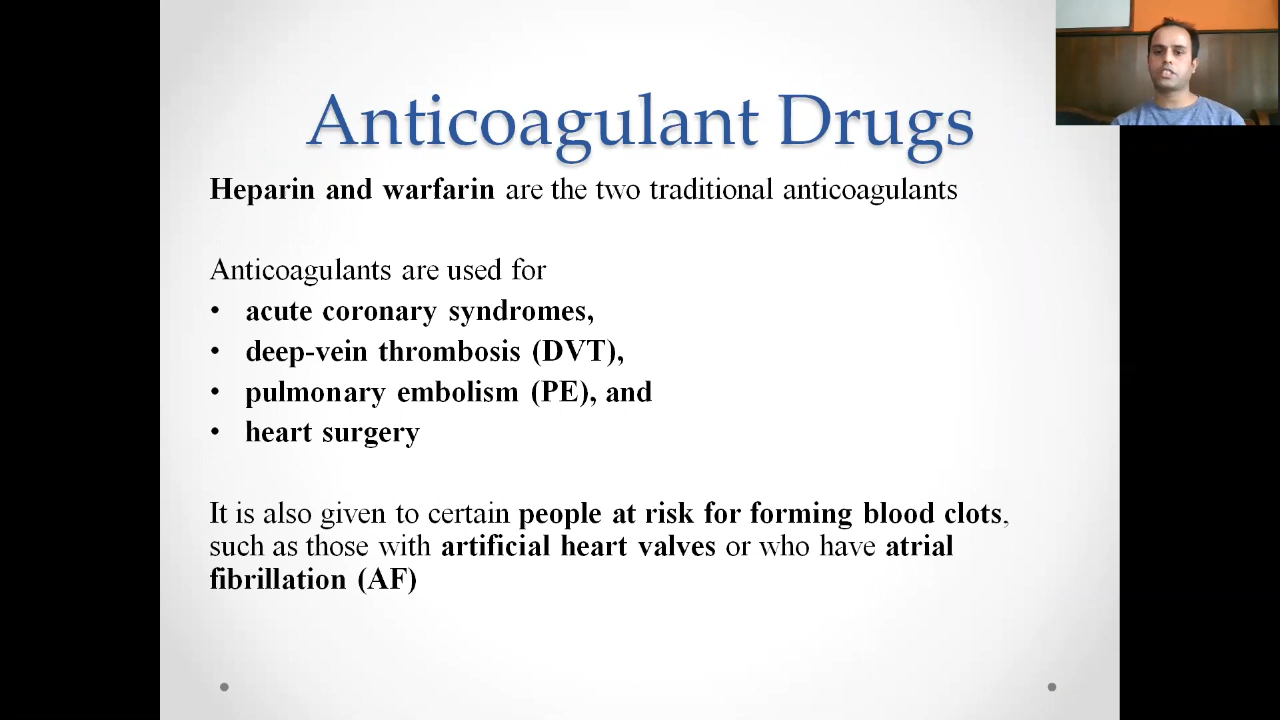 Anticoagulant Drugs
Heparin and warfarin are the two traditional anticoagulants
Anticoagulants are used for
• acute coronary syndromes,
• deep-vein thrombosis (DVT),
• pulmonary embolism (PE), and
• heart surgery
It is also given to certain people at risk for forming blood clots,
such as those with artificial heart valves or who have atrial
fibrillation (AF)